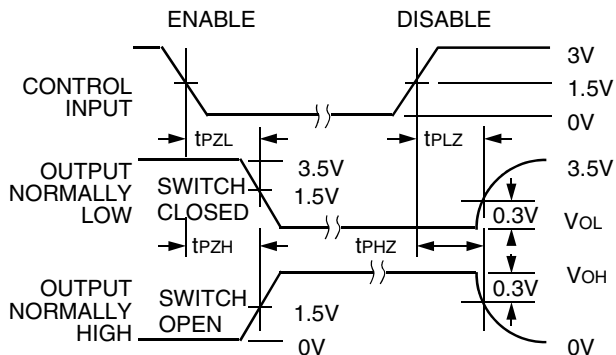 ENABLE
DISABLE
3V
CONTROL
INPUT
1.5V
0V
tPZL
tPLZ
OUTPUT
NORMALLY
LOW
SWITCH
CLOSED
3.5V
1.5V
3.5V
0.3V
VOL
tPZH
tPHZ
OUTPUT
NORMALLY
HIGH
SWITCH
OPEN
1.5V
0V
VOH
0.3V
0V